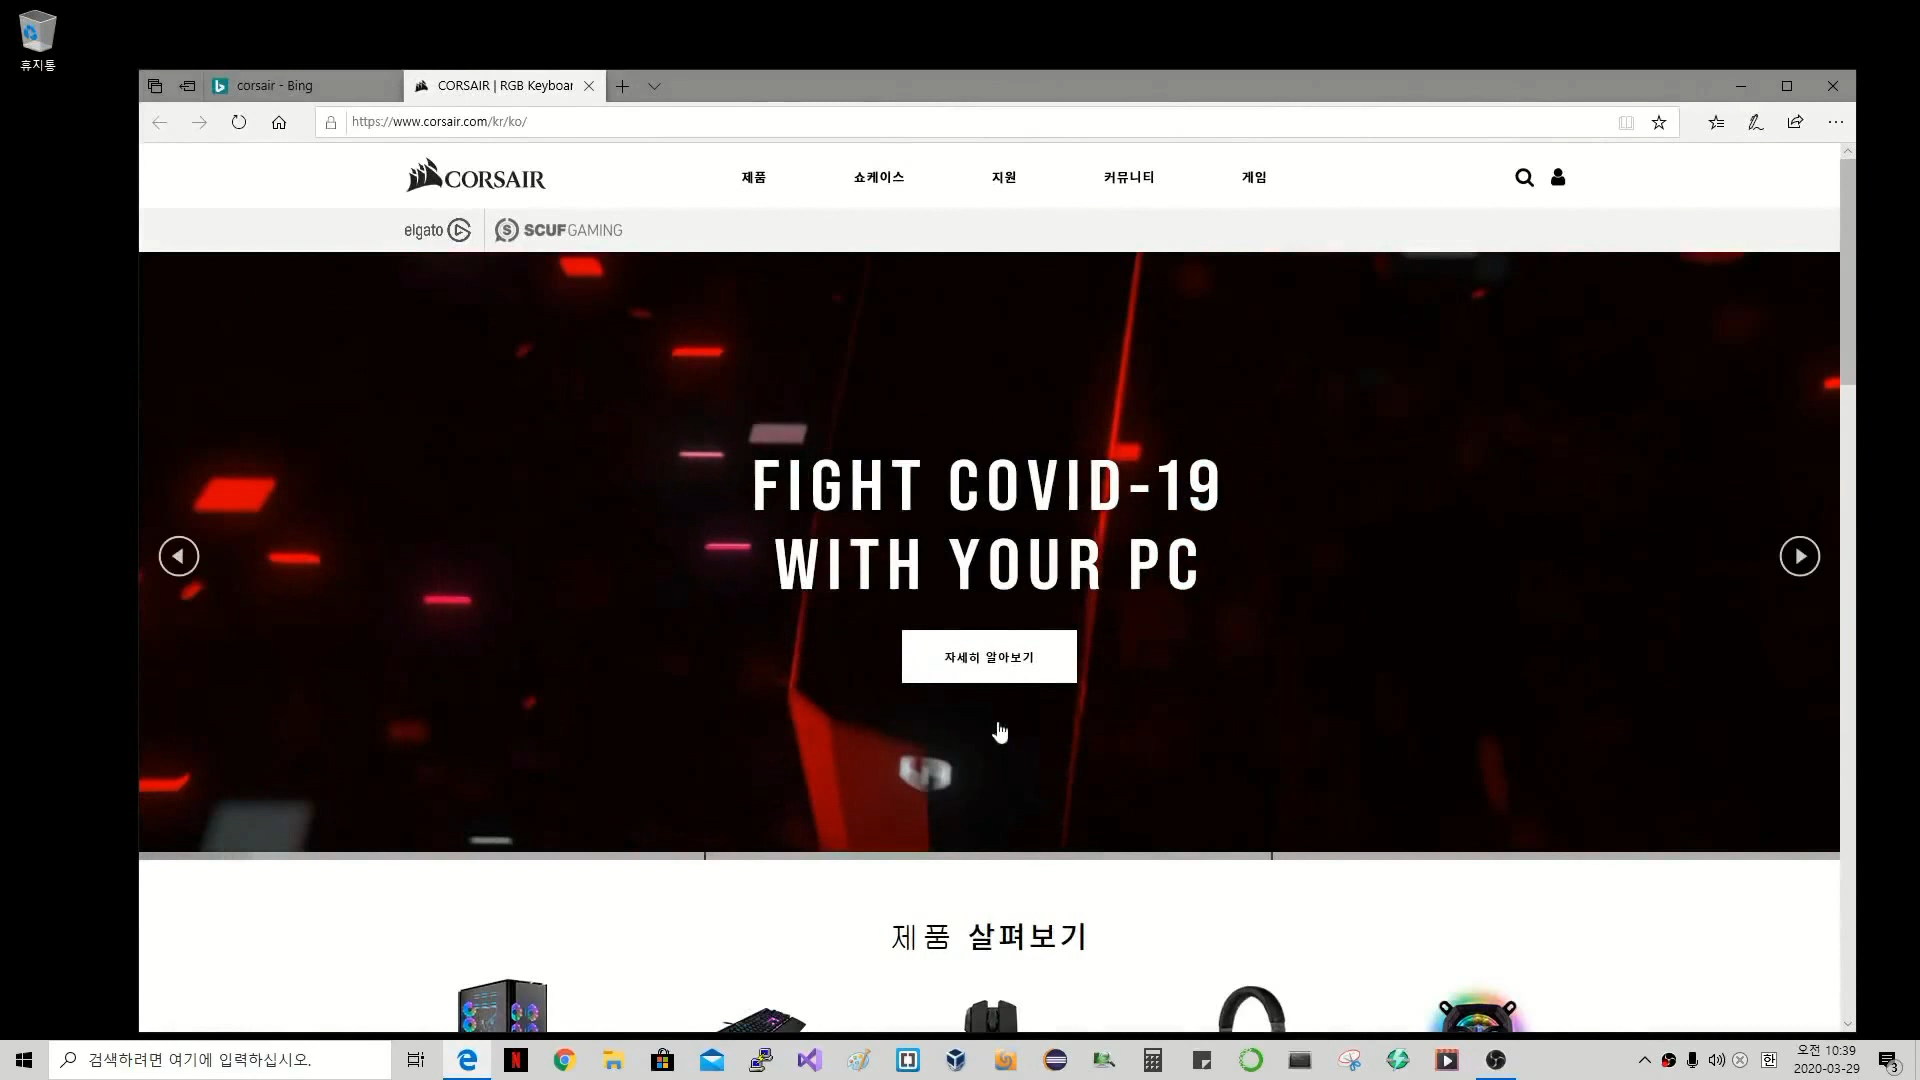 휴지통
corsair - Bing
CORSAIR | RGB Keyboar
https://www.corsair.com/kr/ko/
CORSAIR
제품
쇼케이스
지원
커뮤니티
게임
elgato
SCUF GAMING
FIGHT COVID-19
WITH YOUR PC
자세히 알아보기
제품 살펴보기
검색하려면 여기에 입력하십시오.
한
오전 10:39
2020-03-29
3